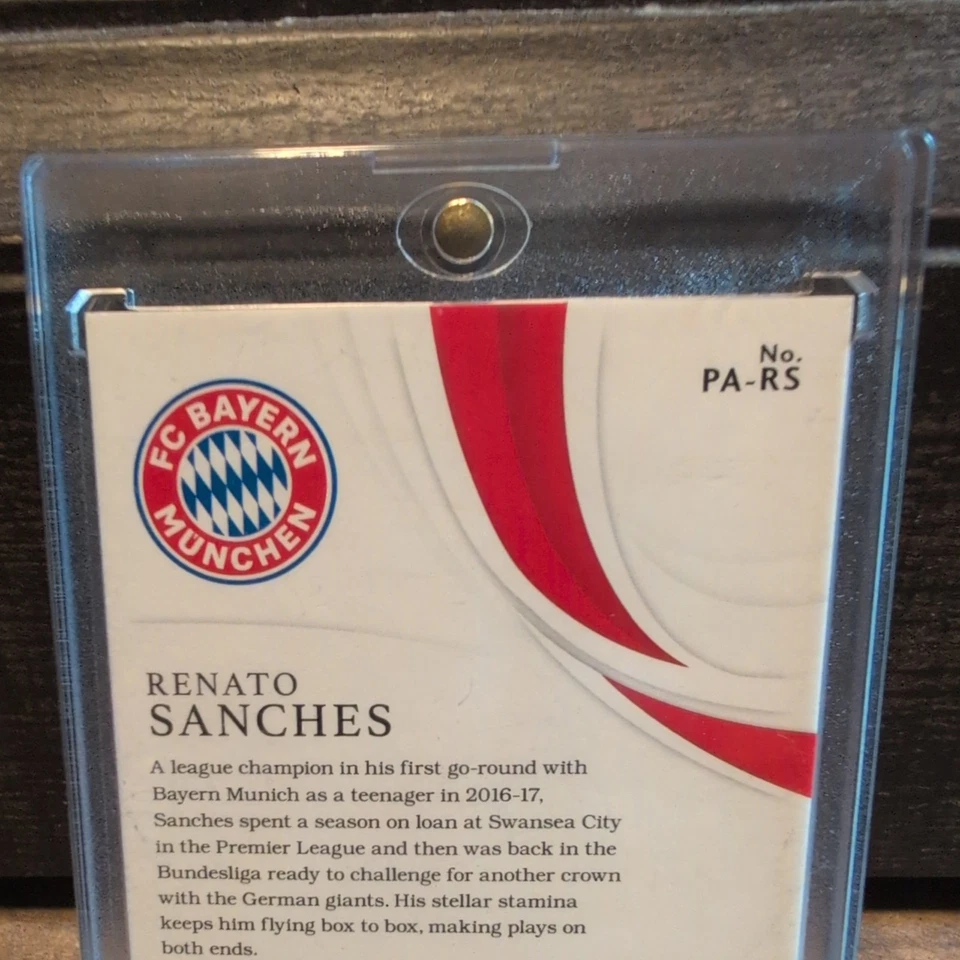 No.
PA-RS
FC BAYERN
MÜNCHEN
RENATO
SANCHES
A league champion in his first go-round with
Bayern Munich as a teenager in 2016-17,
Sanches spent a season on loan at Swansea City
in the Premier League and then was back in the
Bundesliga ready to challenge for another crown
with the German giants. His stellar stamina
keeps him flying box to box, making plays on
both ends.